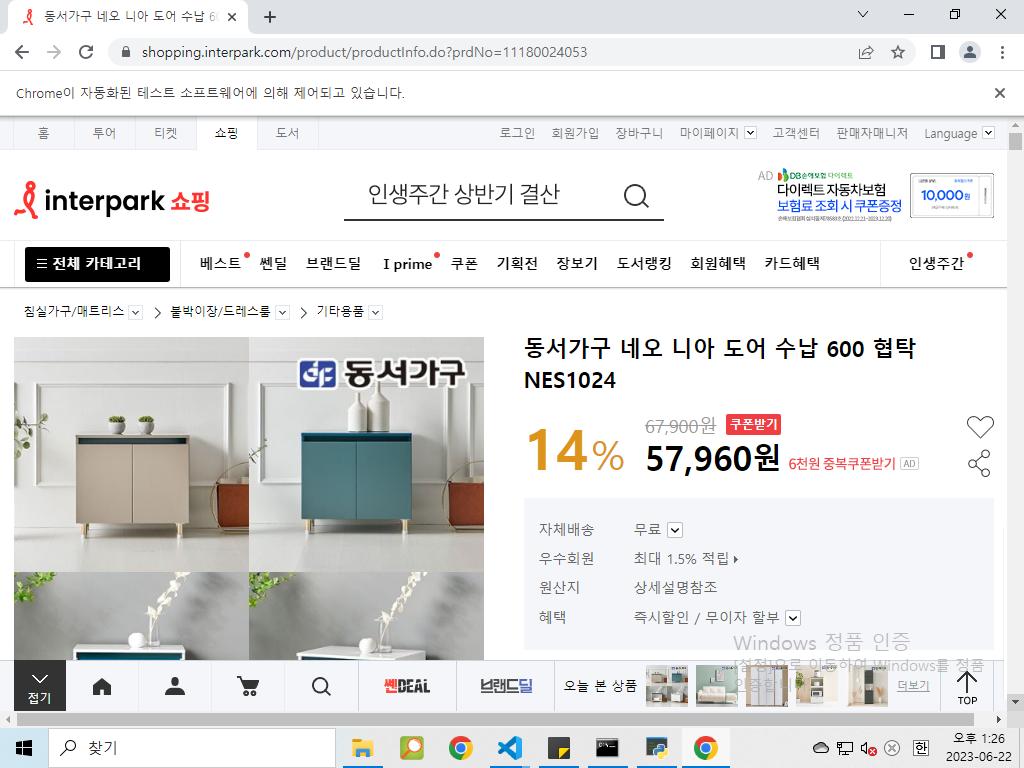 동서가구 네오 니아 도어 수납 60
shopping.interpark.com/product/productInfo.do?prdNo=11180024053
Chrome이 자동화된 테스트 소프트웨어에 의해 제어되고 있습니다.
홈 투어 티켓 쇼핑 도서 로그인 회원가입 장바구니 마이페이지 고객센터 판매자매니저 Language
interpark 쇼핑
인생주간 상반기 결산
AD DB손해보험 다이렉트
다이렉트 자동차보험
보험료 조회 시 쿠폰증정
10,000원
전체 카테고리 베스트 쎈딜 브랜드딜 I prime 쿠폰 기획전 장보기 도서랭킹 회원혜택 카드혜택 인생주간
침실가구/매트리스 붙박이장/드레스룸 기타용품
df 동서가구
동서가구 네오 니아 도어 수납 600 협탁
NES1024
14%
67,900원 쿠폰받기
57,960원 6천원 중복쿠폰받기 AD
자체배송 무료
우수회원 최대 1.5% 적립
원산지 상세설명참조
혜택 즉시할인 / 무이자 할부
Windows 정품 인증
[설정]으로 이동하여 Windows를 정품
인증합니다.
접기
쎈DEAL
브랜드딜
오늘 본 상품
더보기
TOP
찾기
한
오후 1:26
2023-06-22